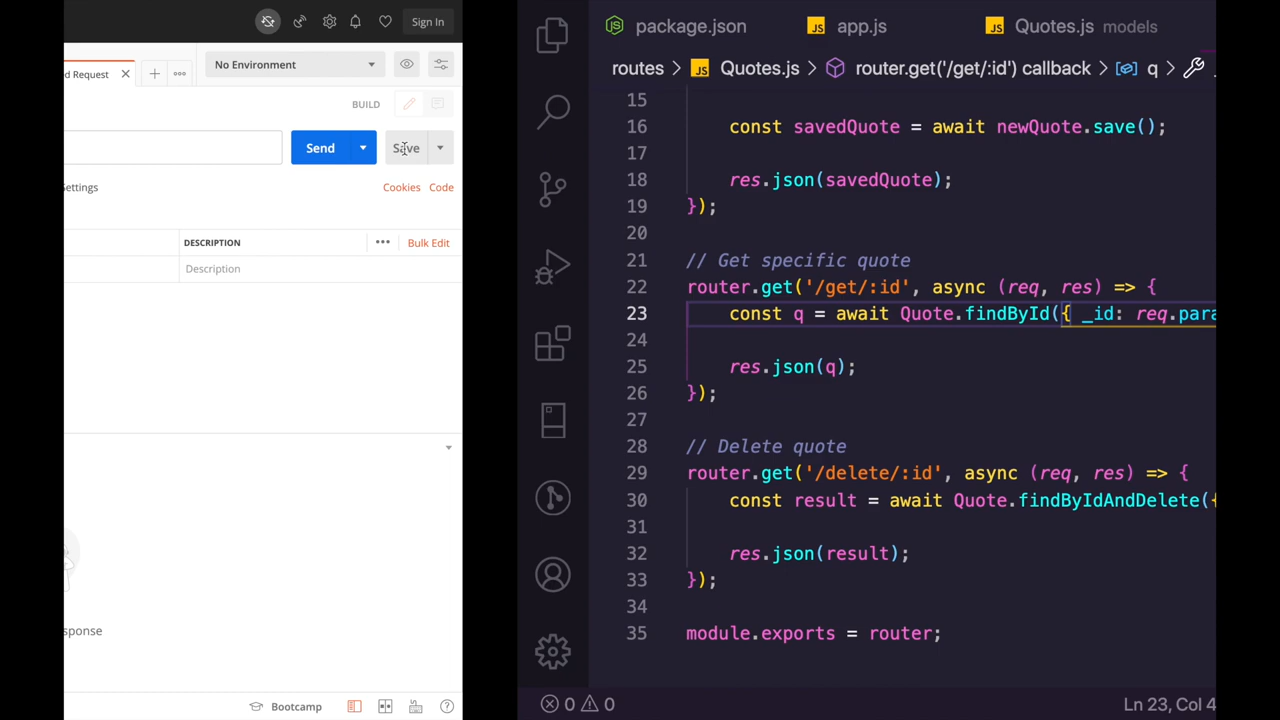 Sign In
d Request
No Environment
BUILD
Send
Save
ettings
Cookies
Code
DESCRIPTION
Bulk Edit
Description
sponse
Bootcamp
package.json
JS app.js
JS Quotes.js models
routes > JS Quotes.js > router.get('/get/:id') callback > q >
15
16 const savedQuote = await newQuote.save();
17
18 res.json(savedQuote);
19 });
20
21 // Get specific quote
22 router.get('/get/:id', async (req, res) => {
23 const q = await Quote.findById({ _id: req.para
24
25 res.json(q);
26 });
27
28 // Delete quote
29 router.get('/delete/:id', async (req, res) => {
30 const result = await Quote.findByIdAndDelete({
31
32 res.json(result);
33 });
34
35 module.exports = router;
0 0
Ln 23, Col 4